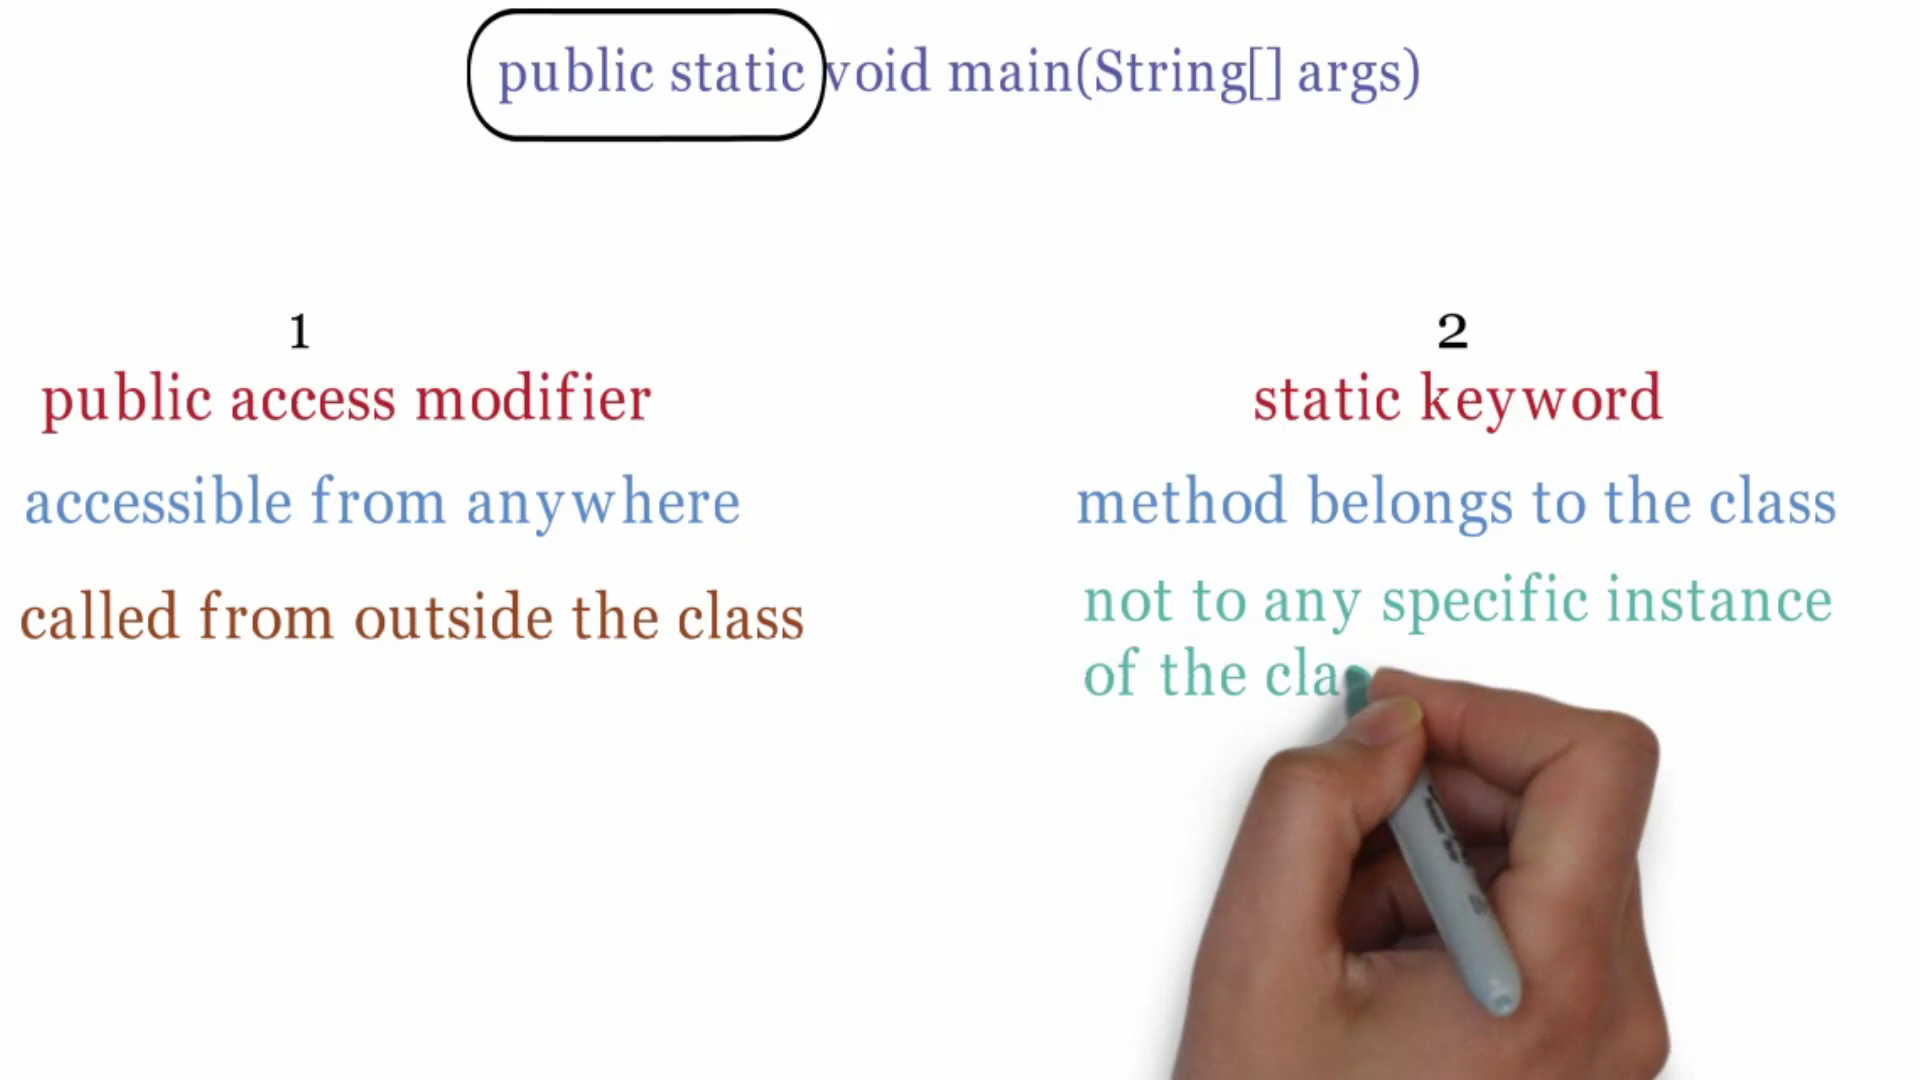 public static void main(String[] args)
1
public access modifier
accessible from anywhere
called from outside the class
2
static keyword
method belongs to the class
not to any specific instance
of the cla